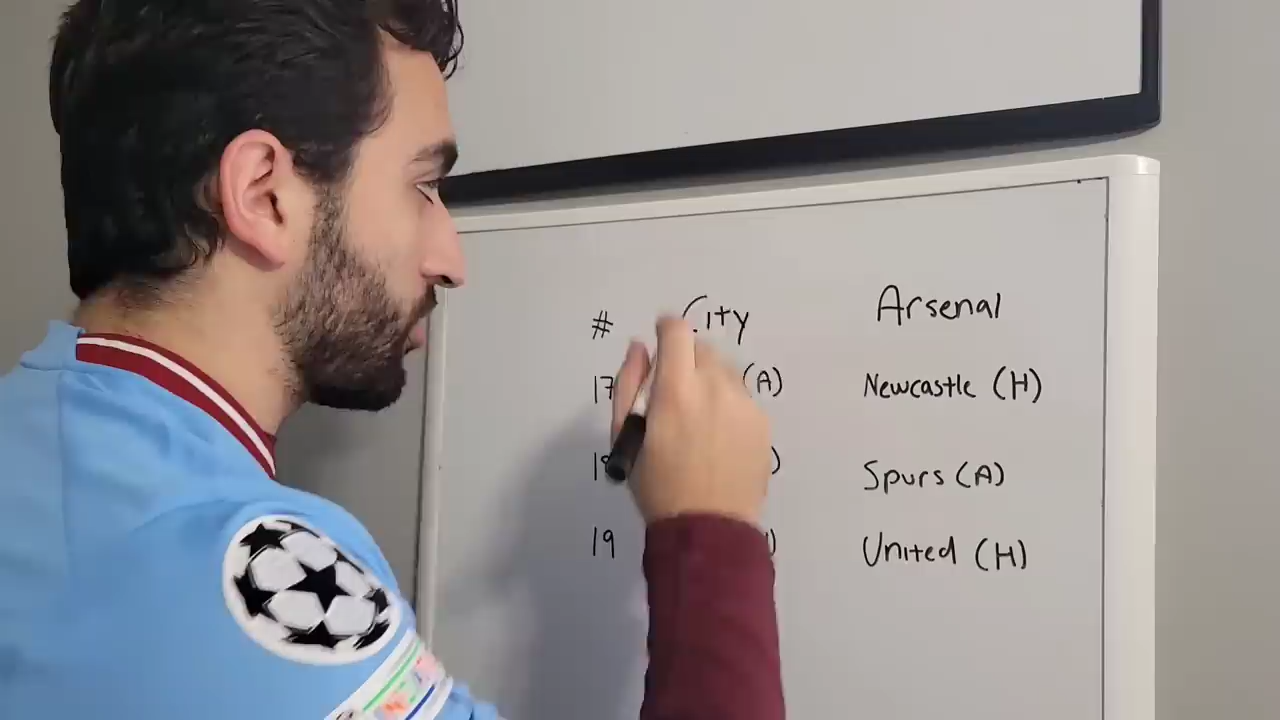 # City Arsenal
17 (A) Newcastle (H)
18 Spurs (A)
19 United (H)